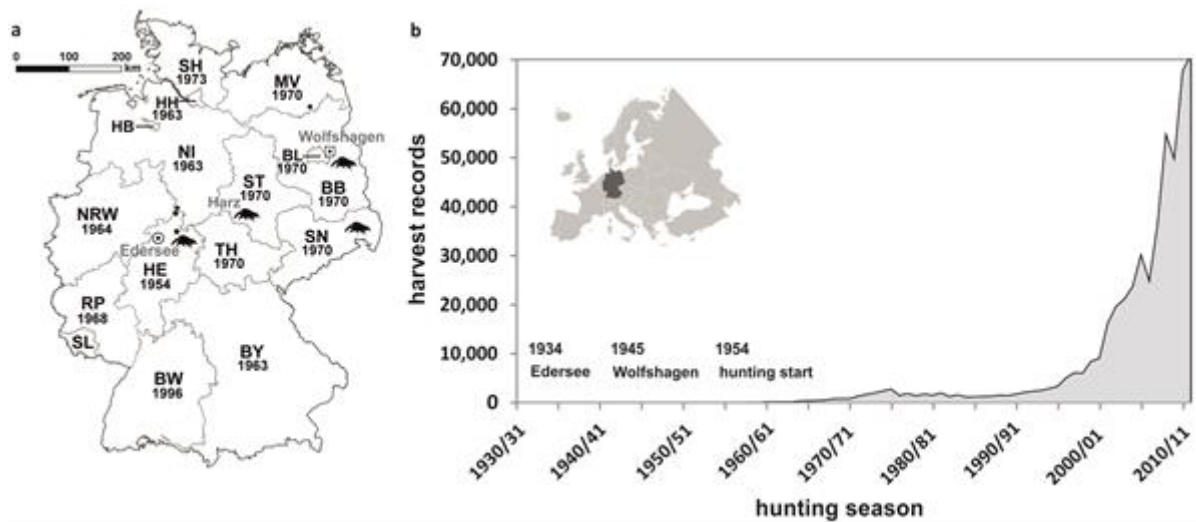 a
0 100 200
km
SH
1973
MV
1970
HH
1963
HB
Wolfshagen
NI
1963
BL
1970
ST
1970
BB
1970
NRW
1964
Harz
Edersee
SN
1970
TH
1970
HE
1954
RP
1968
SL
BY
1963
BW
1996
b
harvest records
70,000
60,000
50,000
40,000
30,000
20,000
10,000
0
1934 1945 1954
Edersee Wolfshagen hunting start
1930/31 1940/41 1950/51 1960/61 1970/71 1980/81 1990/91 2000/01 2010/11
hunting season